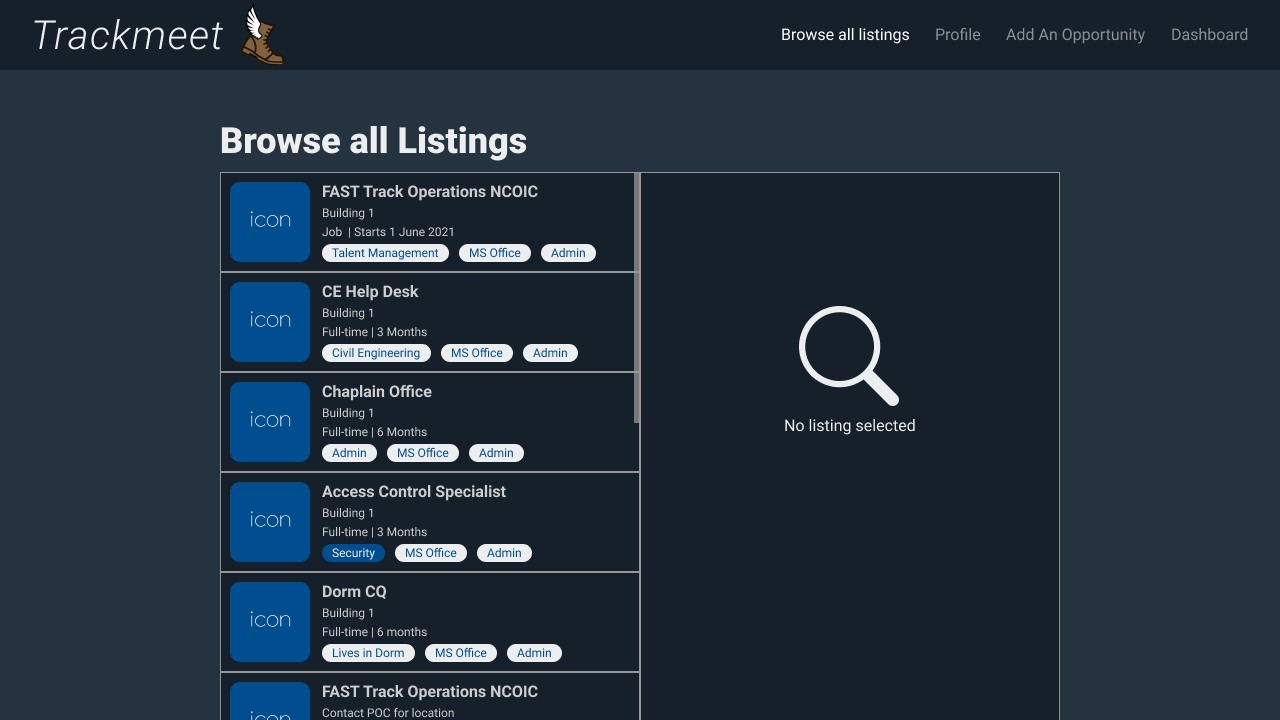 Trackmeet
Browse all listings Profile Add An Opportunity Dashboard
Browse all Listings
icon
FAST Track Operations NCOIC
Building 1
Job | Starts 1 June 2021
Talent Management MS Office Admin
icon
CE Help Desk
Building 1
Full-time | 3 Months
Civil Engineering MS Office Admin
icon
Chaplain Office
Building 1
Full-time | 6 Months
Admin MS Office Admin
icon
Access Control Specialist
Building 1
Full-time | 3 Months
Security MS Office Admin
icon
Dorm CQ
Building 1
Full-time | 6 months
Lives in Dorm MS Office Admin
icon
FAST Track Operations NCOIC
Contact POC for location
No listing selected